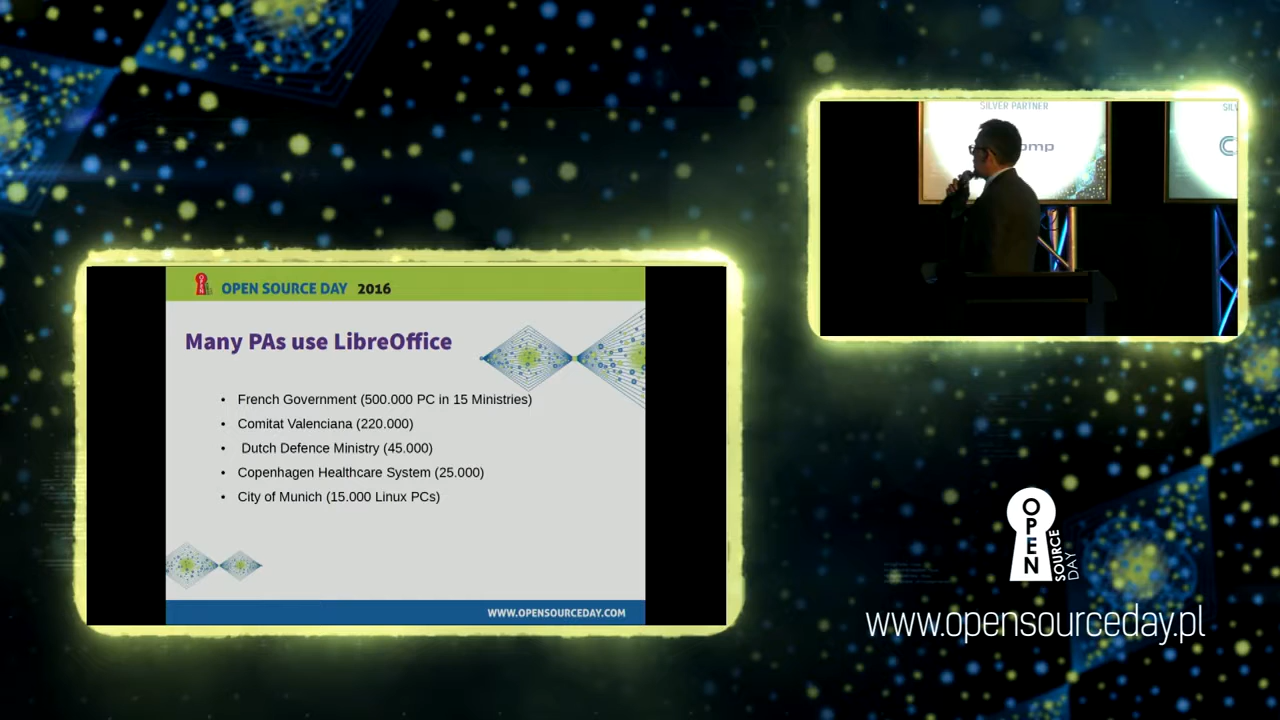 SILVER PARTNER
OPEN SOURCE DAY 2016
Many PAs use LibreOffice
• French Government (500.000 PC in 15 Ministries)
• Comitat Valenciana (220.000)
• Dutch Defence Ministry (45.000)
• Copenhagen Healthcare System (25.000)
• City of Munich (15.000 Linux PCs)
WWW.OPENSOURCEDAY.COM
OPEN
SOURCE
DAY
www.opensourceday.pl